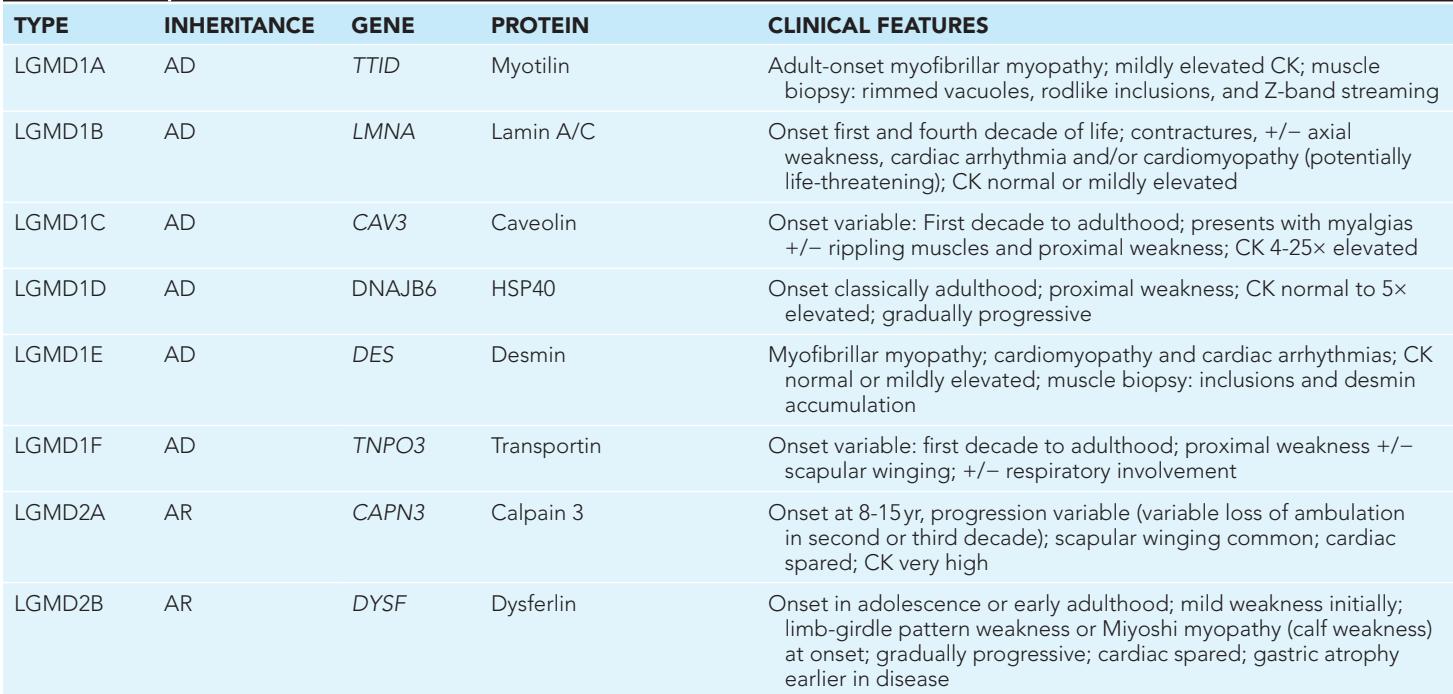 TYPE INHERITANCE GENE PROTEIN CLINICAL FEATURES
LGMD1A AD TTID Myotilin Adult-onset myofibrillar myopathy; mildly elevated CK; muscle
biopsy: rimmed vacuoles, rodlike inclusions, and Z-band streaming
LGMD1B AD LMNA Lamin A/C Onset first and fourth decade of life; contractures, +/− axial
weakness, cardiac arrhythmia and/or cardiomyopathy (potentially
life-threatening); CK normal or mildly elevated
LGMD1C AD CAV3 Caveolin Onset variable: First decade to adulthood; presents with myalgias
+/− rippling muscles and proximal weakness; CK 4-25× elevated
LGMD1D AD DNAJB6 HSP40 Onset classically adulthood; proximal weakness; CK normal to 5×
elevated; gradually progressive
LGMD1E AD DES Desmin Myofibrillar myopathy; cardiomyopathy and cardiac arrhythmias; CK
normal or mildly elevated; muscle biopsy: inclusions and desmin
accumulation
LGMD1F AD TNPO3 Transportin Onset variable: first decade to adulthood; proximal weakness +/−
scapular winging; +/− respiratory involvement
LGMD2A AR CAPN3 Calpain 3 Onset at 8-15 yr, progression variable (variable loss of ambulation
in second or third decade); scapular winging common; cardiac
spared; CK very high
LGMD2B AR DYSF Dysferlin Onset in adolescence or early adulthood; mild weakness initially;
limb-girdle pattern weakness or Miyoshi myopathy (calf weakness)
at onset; gradually progressive; cardiac spared; gastric atrophy
earlier in disease